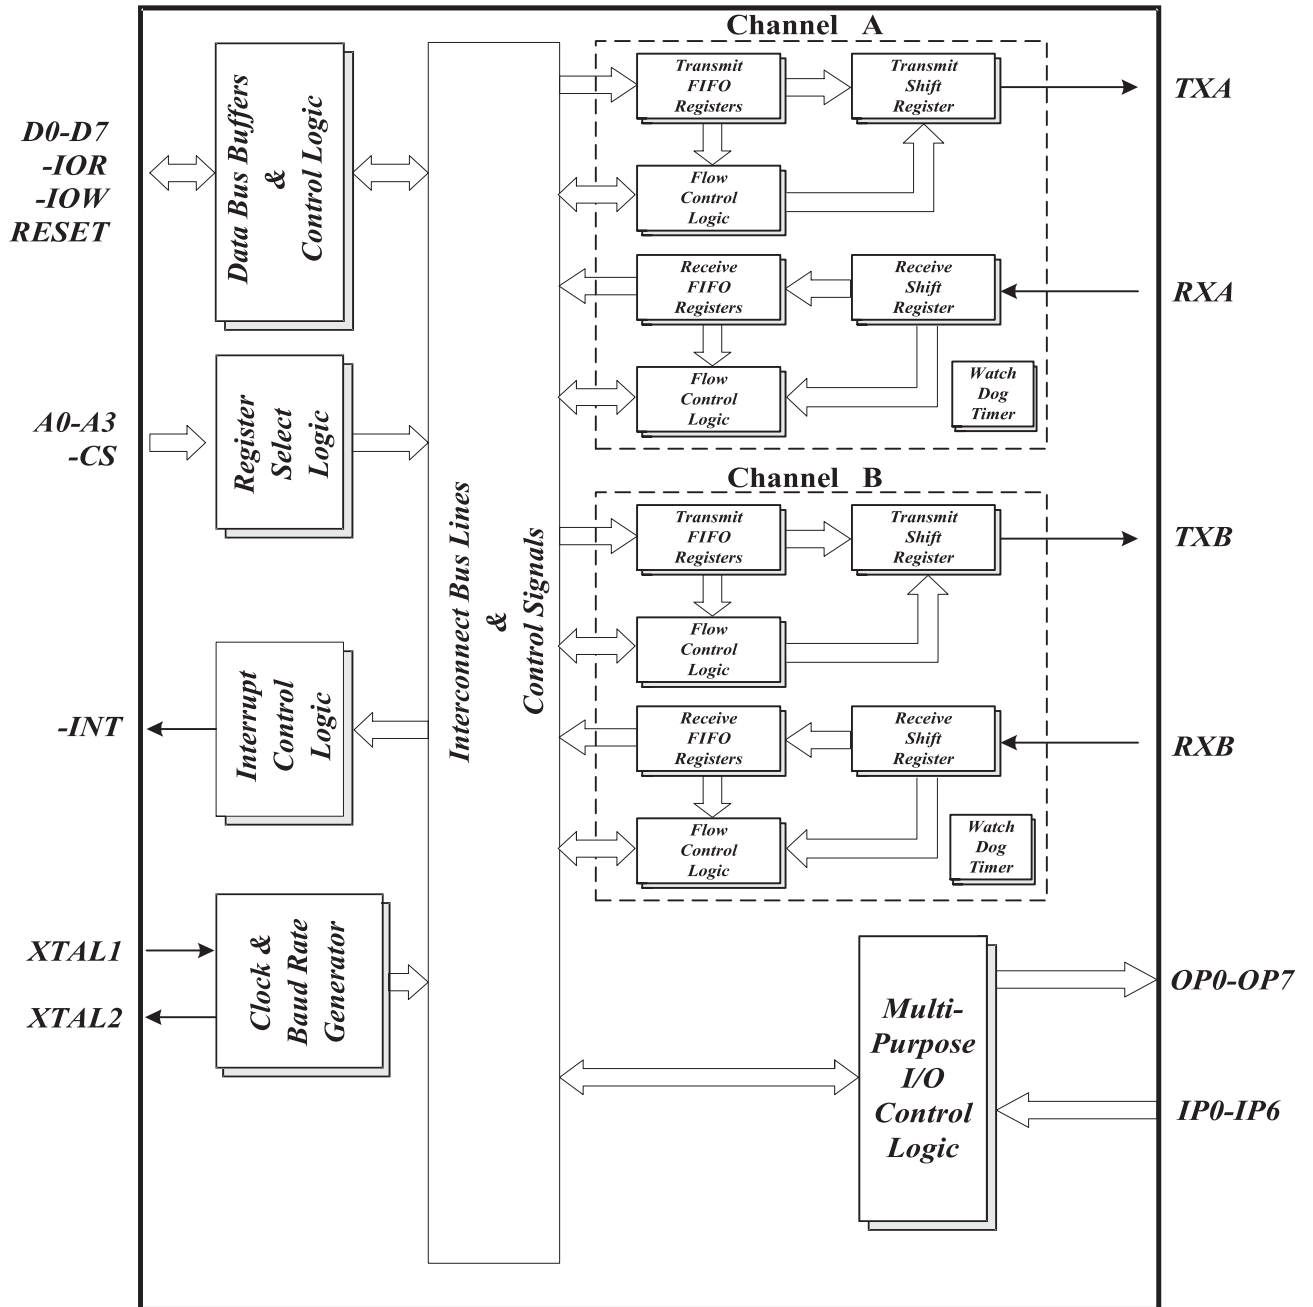 D0-D7
-IOR
-IOW
RESET
A0-A3
-CS
-INT
XTAL1
XTAL2
Data Bus Buffers
&
Control Logic
Register
Select
Logic
Interrupt
Control
Logic
Clock &
Baud Rate
Generator
Interconnect Bus Lines
&
Control Signals
Channel A
Transmit
FIFO
Registers
Transmit
Shift
Register
Flow
Control
Logic
Receive
FIFO
Registers
Receive
Shift
Register
Flow
Control
Logic
Watch
Dog
Timer
Channel B
Transmit
FIFO
Registers
Transmit
Shift
Register
Flow
Control
Logic
Receive
FIFO
Registers
Receive
Shift
Register
Flow
Control
Logic
Watch
Dog
Timer
Multi-
Purpose
I/O
Control
Logic
TXA
RXA
TXB
RXB
OP0-OP7
IP0-IP6